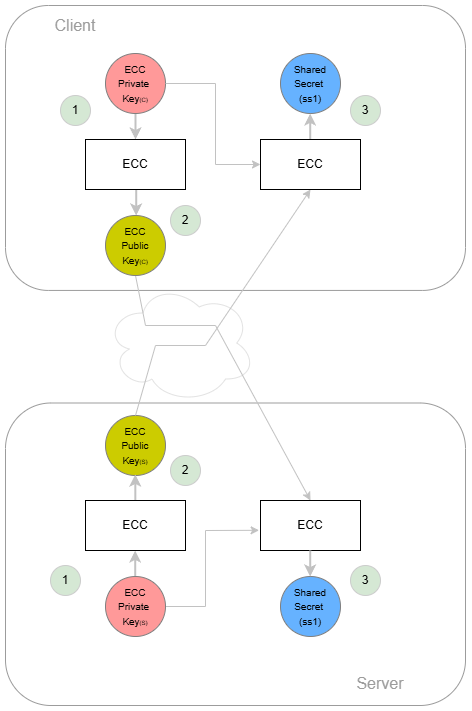 Client
ECC
Private
Key(C)
1
ECC
ECC
Public
Key(C)
2
Shared
Secret
(ss1)
3
ECC
ECC
Public
Key(S)
2
ECC
1
ECC
Private
Key(S)
ECC
3
Shared
Secret
(ss1)
Server